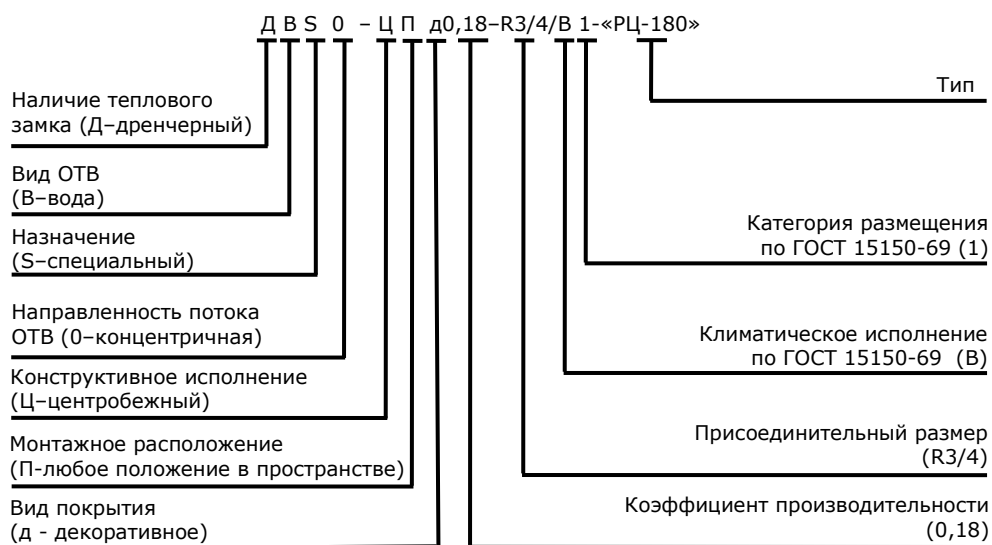 Д В S 0 – Ц П д0,18–R3/4/В 1-«РЦ-180»
Тип
Наличие теплового
замка (Д–дренчерный)
Вид ОТВ
(В–вода)
Назначение
(S–специальный)
Направленность потока
ОТВ (0–концентричная)
Конструктивное исполнение
(Ц–центробежный)
Монтажное расположение
(П-любое положение в пространстве)
Вид покрытия
(д - декоративное)
Категория размещения
по ГОСТ 15150-69 (1)
Климатическое исполнение
по ГОСТ 15150-69 (В)
Присоединительный размер
(R3/4)
Коэффициент производительности
(0,18)